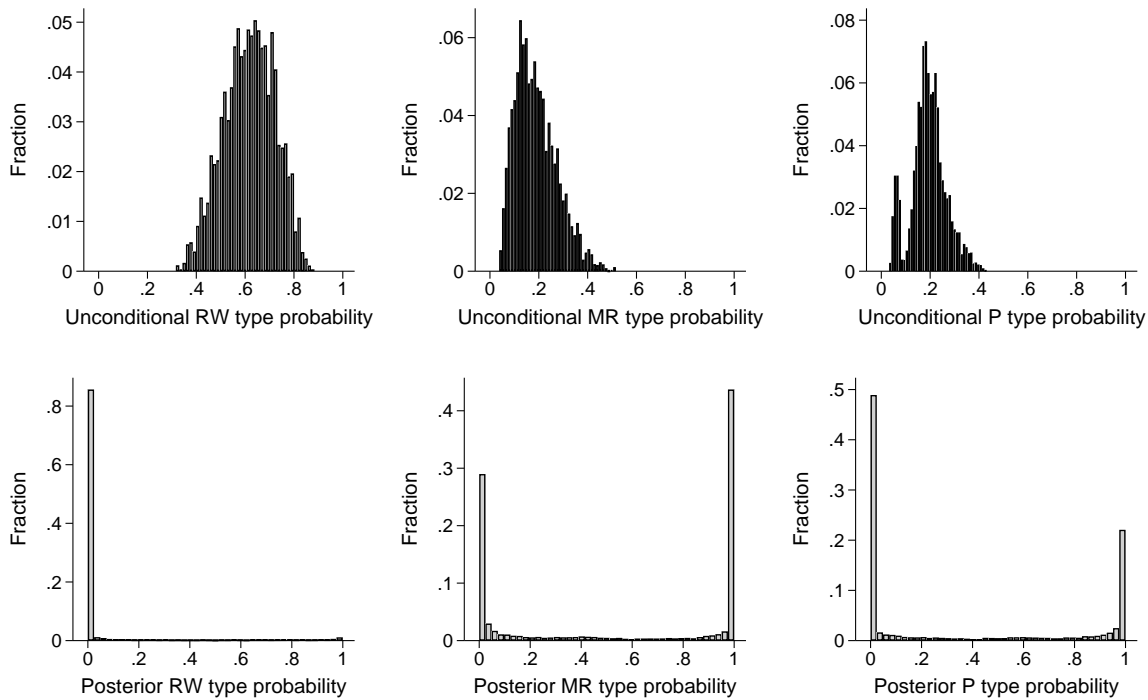 .05
.04
.03
.02
.01
0
Fraction
0 .2 .4 .6 .8 1
Unconditional RW type probability
.06
.04
.02
0
Fraction
0 .2 .4 .6 .8 1
Unconditional MR type probability
.08
.06
.04
.02
0
Fraction
0 .2 .4 .6 .8 1
Unconditional P type probability
.8
.6
.4
.2
0
Fraction
0 .2 .4 .6 .8 1
Posterior RW type probability
.4
.3
.2
.1
0
Fraction
0 .2 .4 .6 .8 1
Posterior MR type probability
.5
.4
.3
.2
.1
0
Fraction
0 .2 .4 .6 .8 1
Posterior P type probability